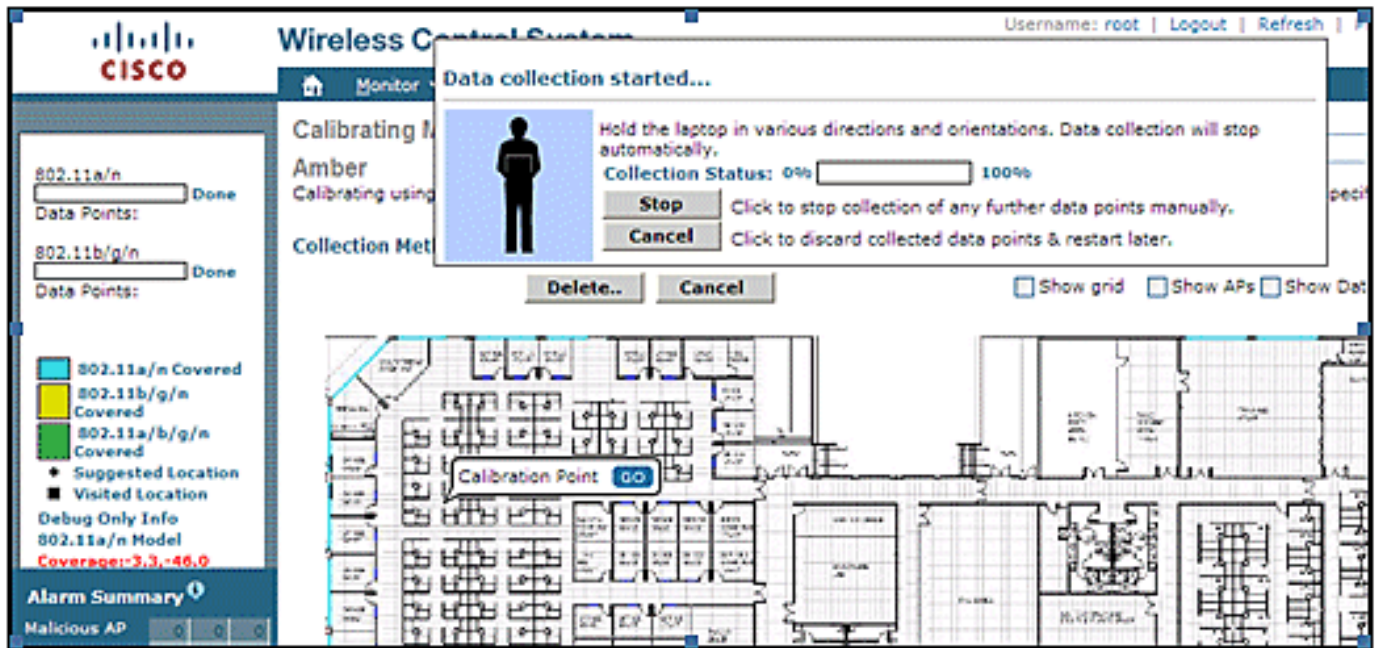 CISCO
Wireless Control System
Username: root | Logout | Refresh |
Monitor
Data collection started...
Hold the laptop in various directions and orientations. Data collection will stop
automatically.
Collection Status: 0% 100%
Stop Click to stop collection of any further data points manually.
Cancel Click to discard collected data points & restart later.
Calibrating M
Amber
Calibrating using
Collection Met
Delete.. Cancel
Show grid Show APs Show Dat
802.11a/n
Done
Data Points:
802.11b/g/n
Done
Data Points:
802.11a/n Covered
802.11b/g/n
Covered
802.11a/b/g/n
Covered
Suggested Location
Visited Location
Debug Only Info
802.11a/n Model
Coverage:-3.3,-46.0
Alarm Summary
Malicious AP 0 0 0
Calibration Point GO